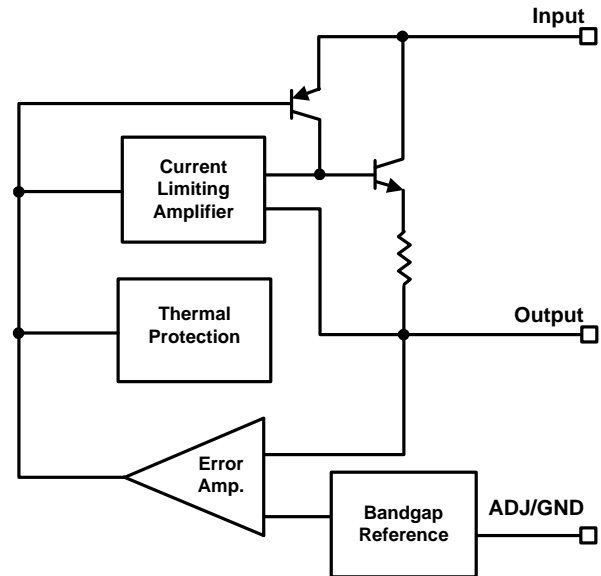 Input
Current
Limiting
Amplifier
Thermal
Protection
Output
Error
Amp.
Bandgap
Reference
ADJ/GND